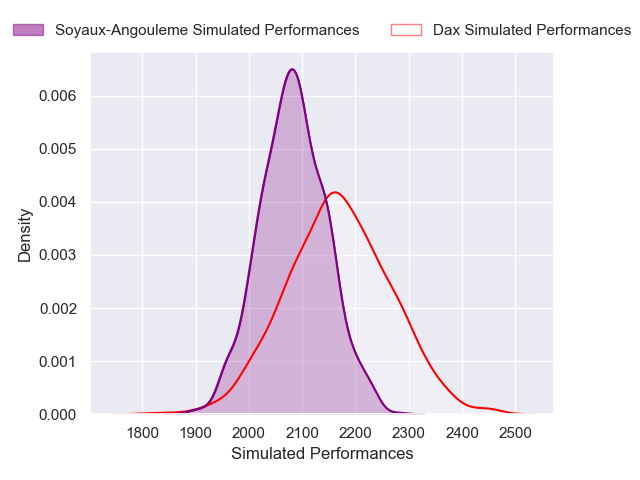 Soyaux-Angouleme Simulated Performances
Dax Simulated Performances
Density
0.006
0.005
0.004
0.003
0.002
0.001
0.000
1800 1900 2000 2100 2200 2300 2400 2500
Simulated Performances